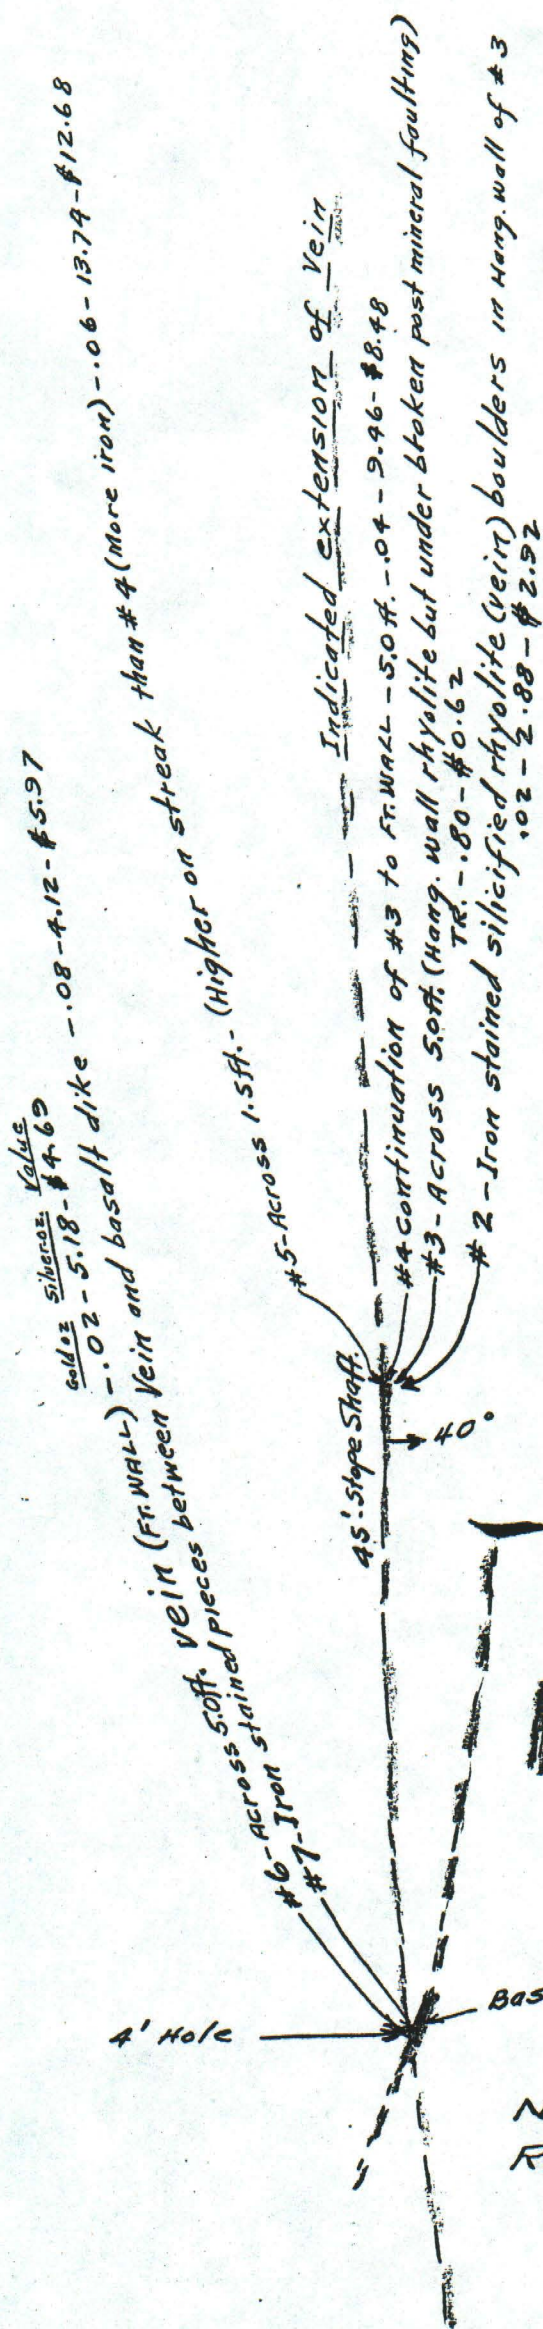 Gold oz Silver oz. Value
#6-Across 5.0ft. vein (FT. WALL) -.02 - 5.18 - $4.69
#7-Iron stained pieces between vein and basalt dike -.08 - 4.12 - $5.97
#5-Across 1.5ft. - (Higher on streak than #4 (More iron) -.06 - 13.74 - $12.68
Indicated extension of Vein
45' Stope Shaft.
#4 continuation of #3 to FT. WALL - 5.0 ft. -.04 - 9.46 - $8.48
#3 - Across 5.0ft. (Hang. wall rhyolite but under broken post mineral faulting)
TR. - .80 - $0.62
#2 - Iron stained silicified rhyolite (vein) boulders in Hang. wall of #3
.02 - 2.88 - $2.92
40°
4' Hole
Bas
N
R